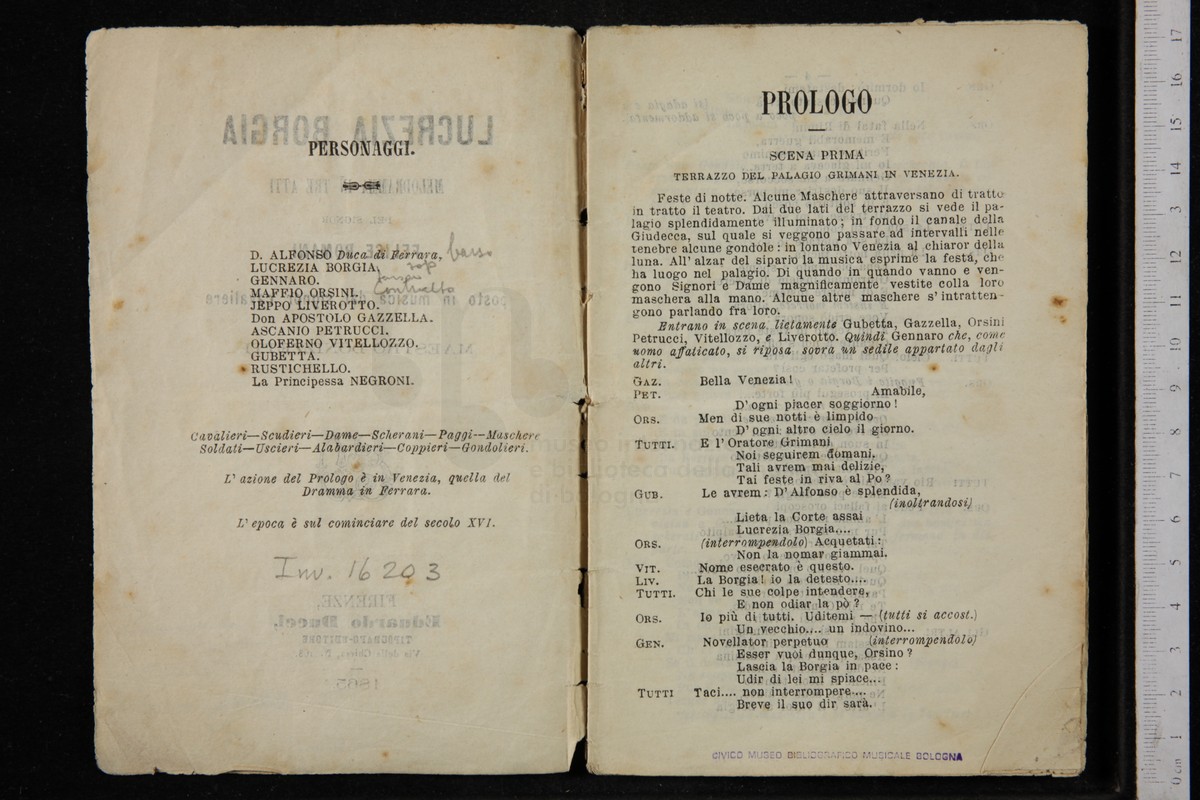 PERSONAGGI.
D. ALFONSO Duca di Ferrara, basso
LUCREZIA BORGIA, sop
GENNARO.
MAFFIO ORSINI. Contralto
JEPPO LIVEROTTO.
Don APOSTOLO GAZZELLA.
ASCANIO PETRUCCI.
OLOFERNO VITELLOZZO.
GUBETTA.
RUSTICHELLO.
La Principessa NEGRONI.
Cavalieri—Scudieri—Dame—Scherani—Paggi—Maschere
Soldati—Uscieri—Alabardieri—Coppieri—Gondolieri.
L' azione del Prologo è in Venezia, quella del
Dramma in Ferrara.
L' epoca è sul cominciare del secolo XVI.
Inv. 16203
PROLOGO
SCENA PRIMA
TERRAZZO DEL PALAGIO GRIMANI IN VENEZIA.
Feste di notte. Alcune Maschere attraversano di tratto
in tratto il teatro. Dai due lati del terrazzo si vede il pa-
lagio splendidamente illuminato; in fondo il canale della
Giudecca, sul quale si veggono passare ad intervalli nelle
tenebre alcune gondole: in lontano Venezia al chiaror della
luna. All' alzar del sipario la musica esprime la festa, che
ha luogo nel palagio. Di quando in quando vanno e ven-
gono Signori e Dame magnificamente vestite colla loro
maschera alla mano. Alcune altre maschere s' intratten-
gono parlando fra loro.
Entrano in scena lietamente Gubetta, Gazzella, Orsini
Petrucci, Vitellozzo, e Liverotto. Quindi Gennaro che, come
uomo affaticato, si riposa sovra un sedile appartato dagli
altri.
GAZ. Bella Venezia!
PET. Amabile,
D' ogni piacer soggiorno!
ORS. Men di sue notti è limpido
D' ogni altro cielo il giorno.
TUTTI. E l' Oratore Grimani
Noi seguirem domani.
Tali avrem mai delizie,
Tai feste in riva al Po?
GUB. Le avrem: D' Alfonso è splendida,
(inoltrandosi)
Lieta la Corte assai
Lucrezia Borgia....
ORS. (interrompendolo) Acquetati:
Non la nomar giammai.
VIT. Nome esecrato è questo.
LIV. La Borgia! io la detesto....
TUTTI. Chi le sue colpe intendere,
E non odiar la pò?
ORS. Io più di tutti. Uditemi — (tutti si accost.)
Un vecchio.... un indovino...
GEN. Novellator perpetuo (interrompendolo)
Esser vuoi dunque, Orsino?
Lascia la Borgia in pace:
Udir di lei mi spiace...
TUTTI Taci.... non interrompere....
Breve il suo dir sarà.
CIVICO MUSEO BIBLIOGRAFICO MUSICALE BOLOGNA